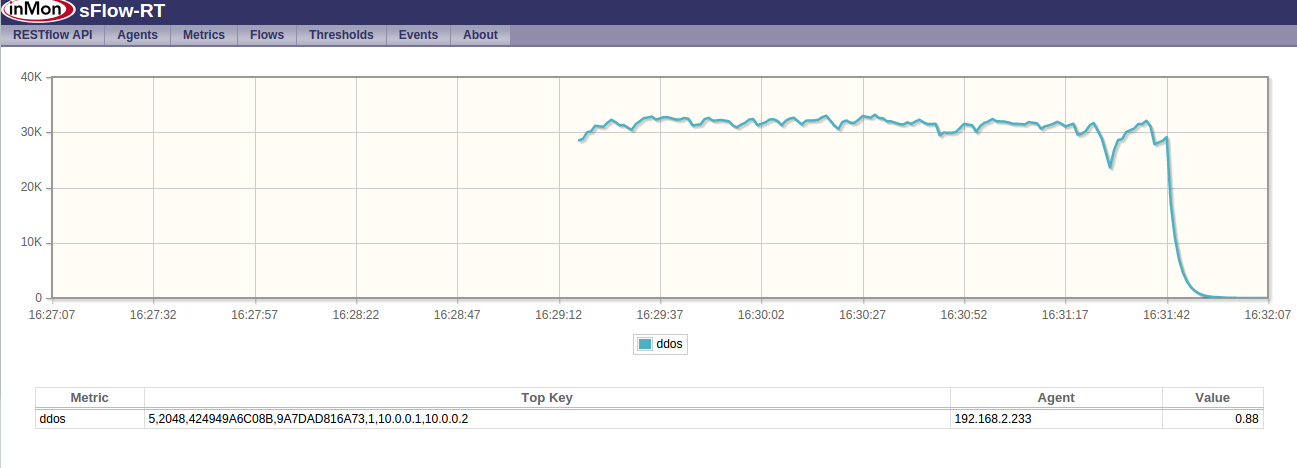 inMon sFlow-RT
RESTflow API Agents Metrics Flows Thresholds Events About
40K
30K
20K
10K
0
16:27:07 16:27:32 16:27:57 16:28:22 16:28:47 16:29:12 16:29:37 16:30:02 16:30:27 16:30:52 16:31:17 16:31:42 16:32:07
ddos
Metric Top Key Agent Value
ddos 5,2048,424949A6C08B,9A7DAD816A73,1,10.0.0.1,10.0.0.2 192.168.2.233 0.88